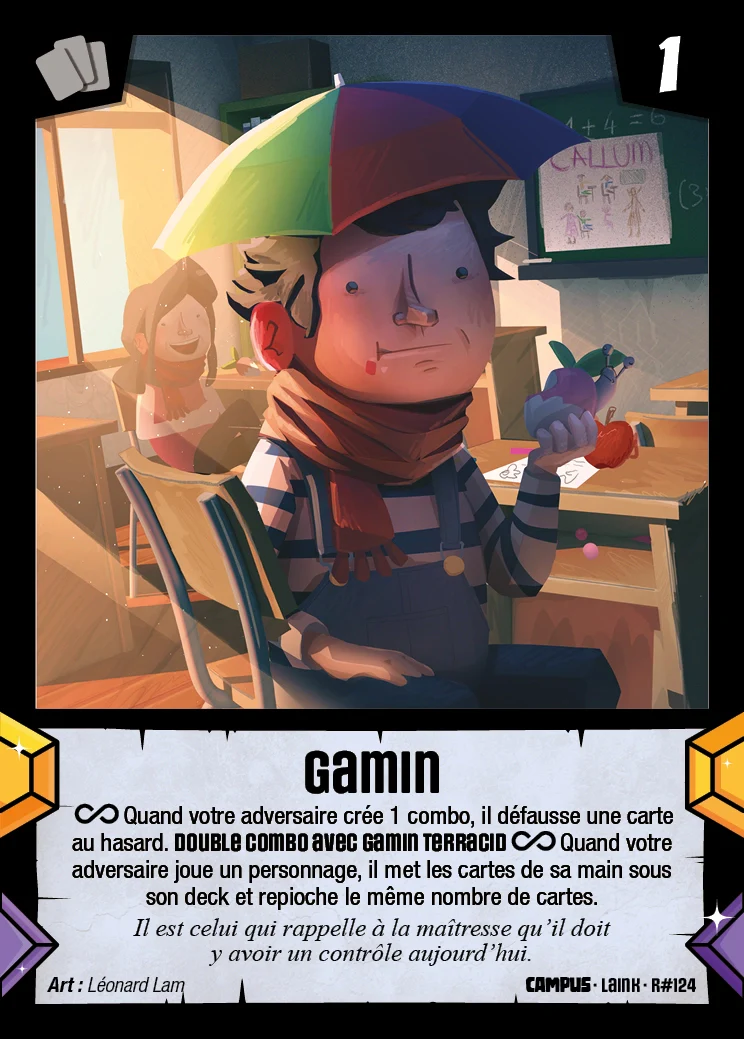 1
1 + 4 = 6
CALLUM
(3
GAMIN
∞ Quand votre adversaire crée 1 combo, il défausse une carte
au hasard. DOUBLE COMBO AVEC GAMIN TERRACID ∞ Quand votre
adversaire joue un personnage, il met les cartes de sa main sous
son deck et repioche le même nombre de cartes.
Il est celui qui rappelle à la maîtresse qu'il doit
y avoir un contrôle aujourd'hui.
Art : Léonard Lam
CAMPUS · LAINK · R#124